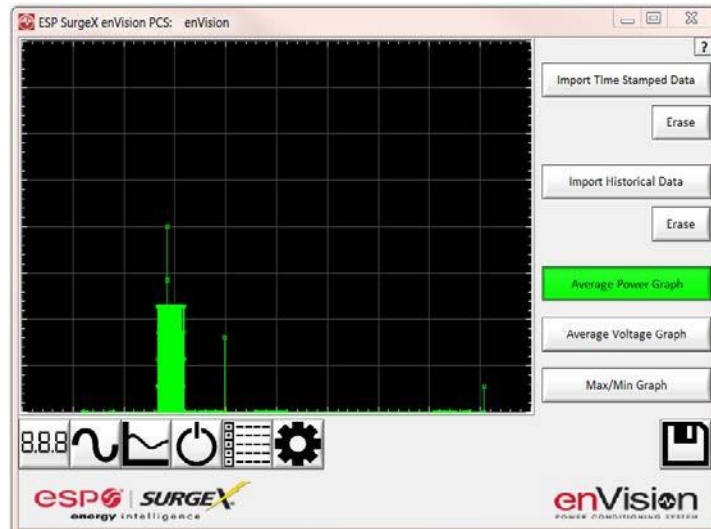 ESP SurgeX enVision PCS: enVision
?
Import Time Stamped Data
Erase
Import Historical Data
Erase
Average Power Graph
Average Voltage Graph
Max/Min Graph
8.8.8
ESP | SURGEX
energy intelligence
enVision
POWER CONDITIONING SYSTEM